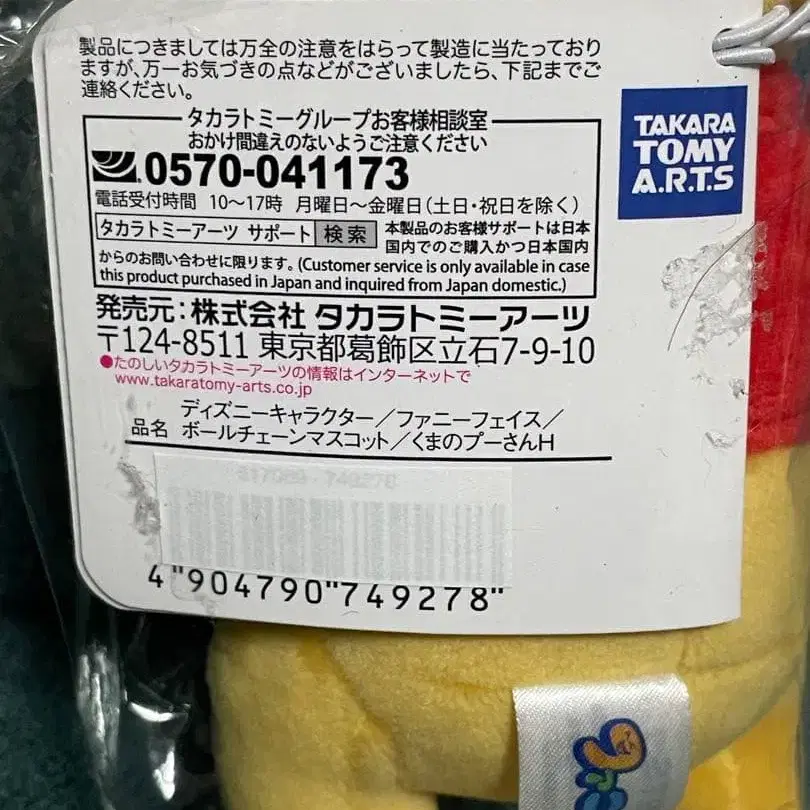 製品につきましては万全の注意をはらって製造に当たっており
ますが、万一お気づきの点などがございましたら、下記までご
連絡ください。
タカラトミーグループお客様相談室
おかけ間違えのないようご注意ください
0570-041173
電話受付時間 10～17時 月曜日～金曜日（土日・祝日を除く）
タカラトミーアーツ サポート 検索
本製品のお客様サポートは日本
国内でのご購入かつ日本国内
からのお問い合わせに限ります。(Customer service is only available in case
this product purchased in Japan and inquired from Japan domestic.)
発売元：株式会社 タカラトミーアーツ
〒124-8511 東京都葛飾区立石7-9-10
●たのしいタカラトミーアーツの情報はインターネットで
www.takaratomy-arts.co.jp
品名 ディズニーキャラクター／ファニーフェイス／
ボールチェーンマスコット／くまのプーさんH
4"904790"749278"
TAKARA
TOMY
A.R.T.S